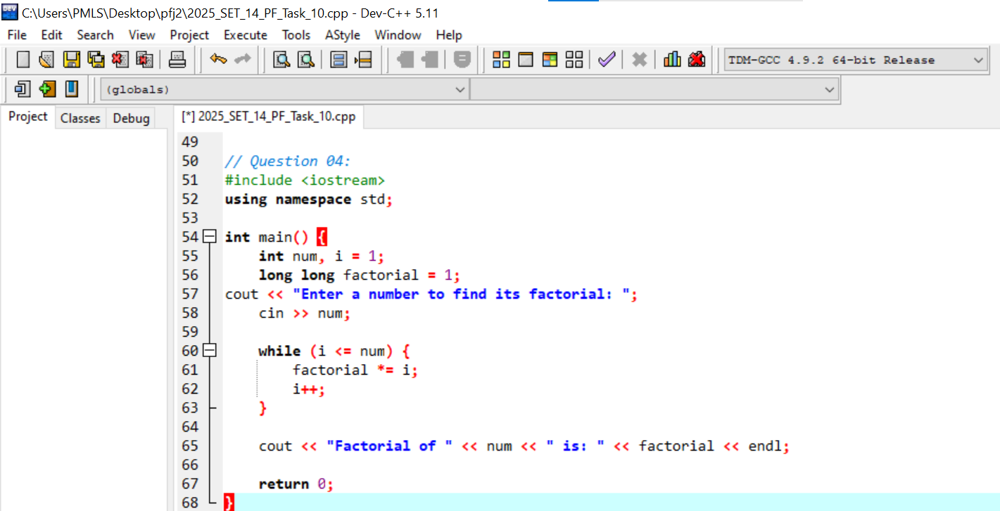 C:\Users\PMLS\Desktop\pfj2\2025_SET_14_PF_Task_10.cpp - Dev-C++ 5.11
File Edit Search View Project Execute Tools AStyle Window Help
TDM-GCC 4.9.2 64-bit Release
(globals)
Project Classes Debug [*] 2025_SET_14_PF_Task_10.cpp
49
50 // Question 04:
51 #include <iostream>
52 using namespace std;
53
54 int main() {
55     int num, i = 1;
56     long long factorial = 1;
57 cout << "Enter a number to find its factorial: ";
58     cin >> num;
59
60     while (i <= num) {
61         factorial *= i;
62         i++;
63     }
64
65     cout << "Factorial of " << num << " is: " << factorial << endl;
66
67     return 0;
68 }